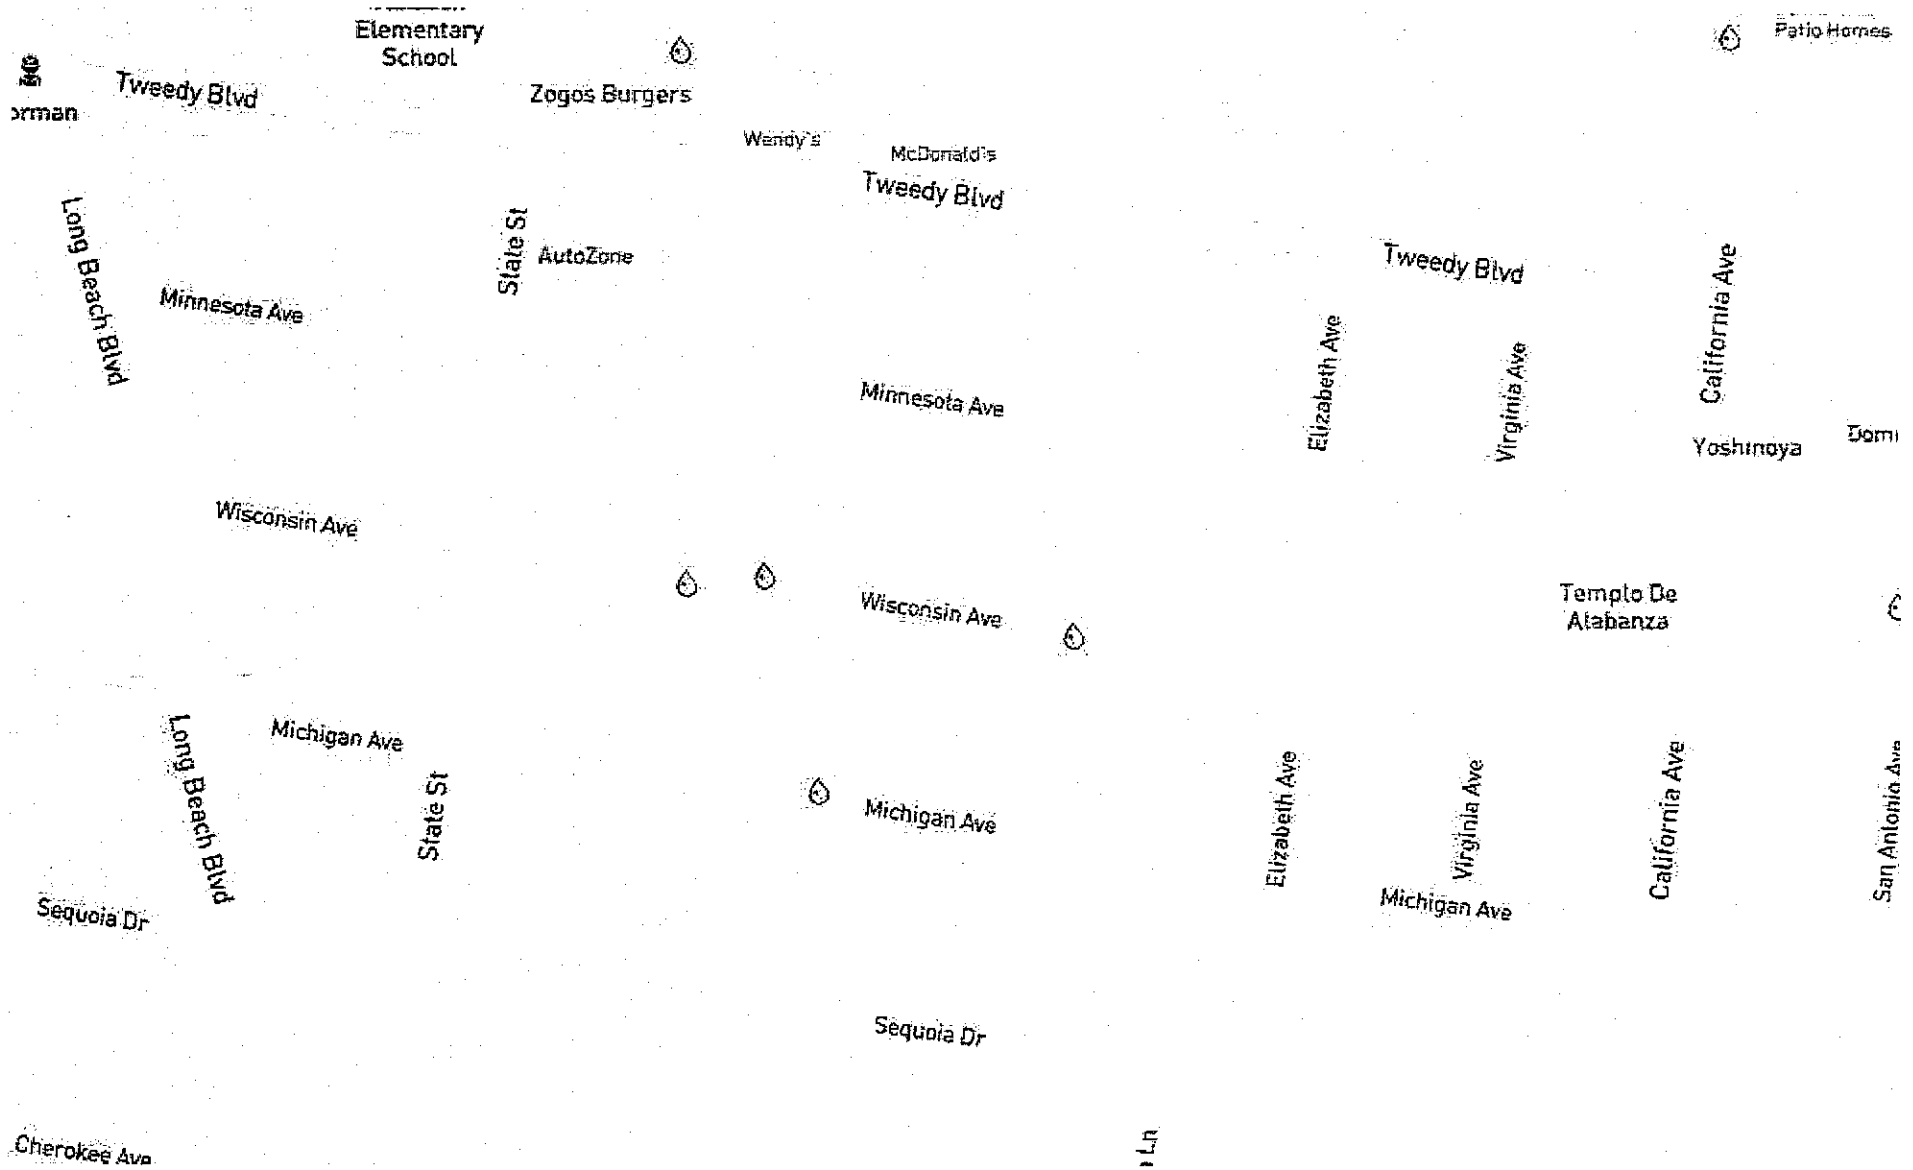 Elementary
School
Patio Homes
Tweedy Blvd
Zogos Burgers
Wendy's
McDonald's
Tweedy Blvd
Long Beach Blvd
State St
AutoZone
Tweedy Blvd
California Ave
Minnesota Ave
Elizabeth Ave
Virginia Ave
Minnesota Ave
Yoshinoya
Wisconsin Ave
Wisconsin Ave
Templo De
Alabanza
Long Beach Blvd
Michigan Ave
State St
Michigan Ave
Elizabeth Ave
Virginia Ave
California Ave
San Antonio Ave
Michigan Ave
Sequoia Dr
Sequoia Dr
Cherokee Ave
Ln